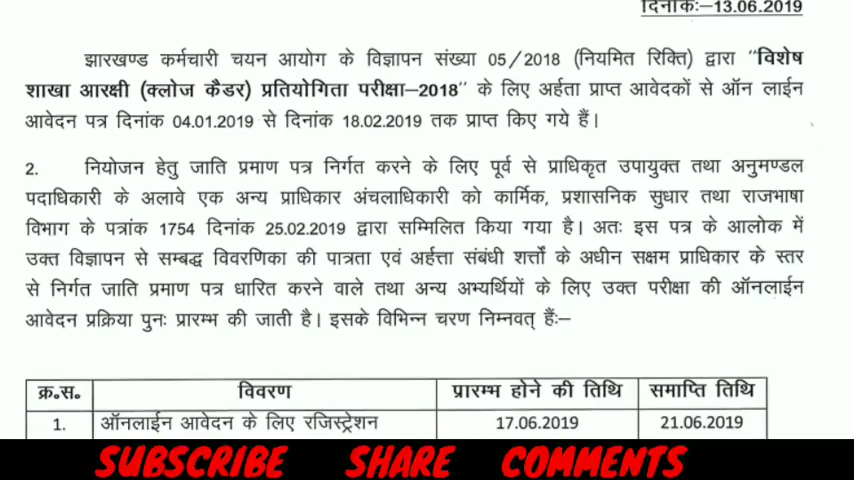 दिनांकः–13.06.2019
झारखण्ड कर्मचारी चयन आयोग के विज्ञापन संख्या 05/2018 (नियमित रिक्ति) द्वारा "विशेष
शाखा आरक्षी (क्लोज कैडर) प्रतियोगिता परीक्षा–2018" के लिए अर्हता प्राप्त आवेदकों से ऑन लाईन
आवेदन पत्र दिनांक 04.01.2019 से दिनांक 18.02.2019 तक प्राप्त किए गये हैं।
2. नियोजन हेतु जाति प्रमाण पत्र निर्गत करने के लिए पूर्व से प्राधिकृत उपायुक्त तथा अनुमण्डल
पदाधिकारी के अलावे एक अन्य प्राधिकार अंचलाधिकारी को कार्मिक, प्रशासनिक सुधार तथा राजभाषा
विभाग के पत्रांक 1754 दिनांक 25.02.2019 द्वारा सम्मिलित किया गया है। अतः इस पत्र के आलोक में
उक्त विज्ञापन से सम्बद्ध विवरणिका की पात्रता एवं अर्हत्ता संबंधी शर्त्तों के अधीन सक्षम प्राधिकार के स्तर
से निर्गत जाति प्रमाण पत्र धारित करने वाले तथा अन्य अभ्यर्थियों के लिए उक्त परीक्षा की ऑनलाईन
आवेदन प्रक्रिया पुनः प्रारम्भ की जाती है। इसके विभिन्न चरण निम्नवत् हैंः–
क्र०स० विवरण प्रारम्भ होने की तिथि समाप्ति तिथि
1. ऑनलाईन आवेदन के लिए रजिस्ट्रेशन 17.06.2019 21.06.2019
SUBSCRIBE SHARE COMMENTS